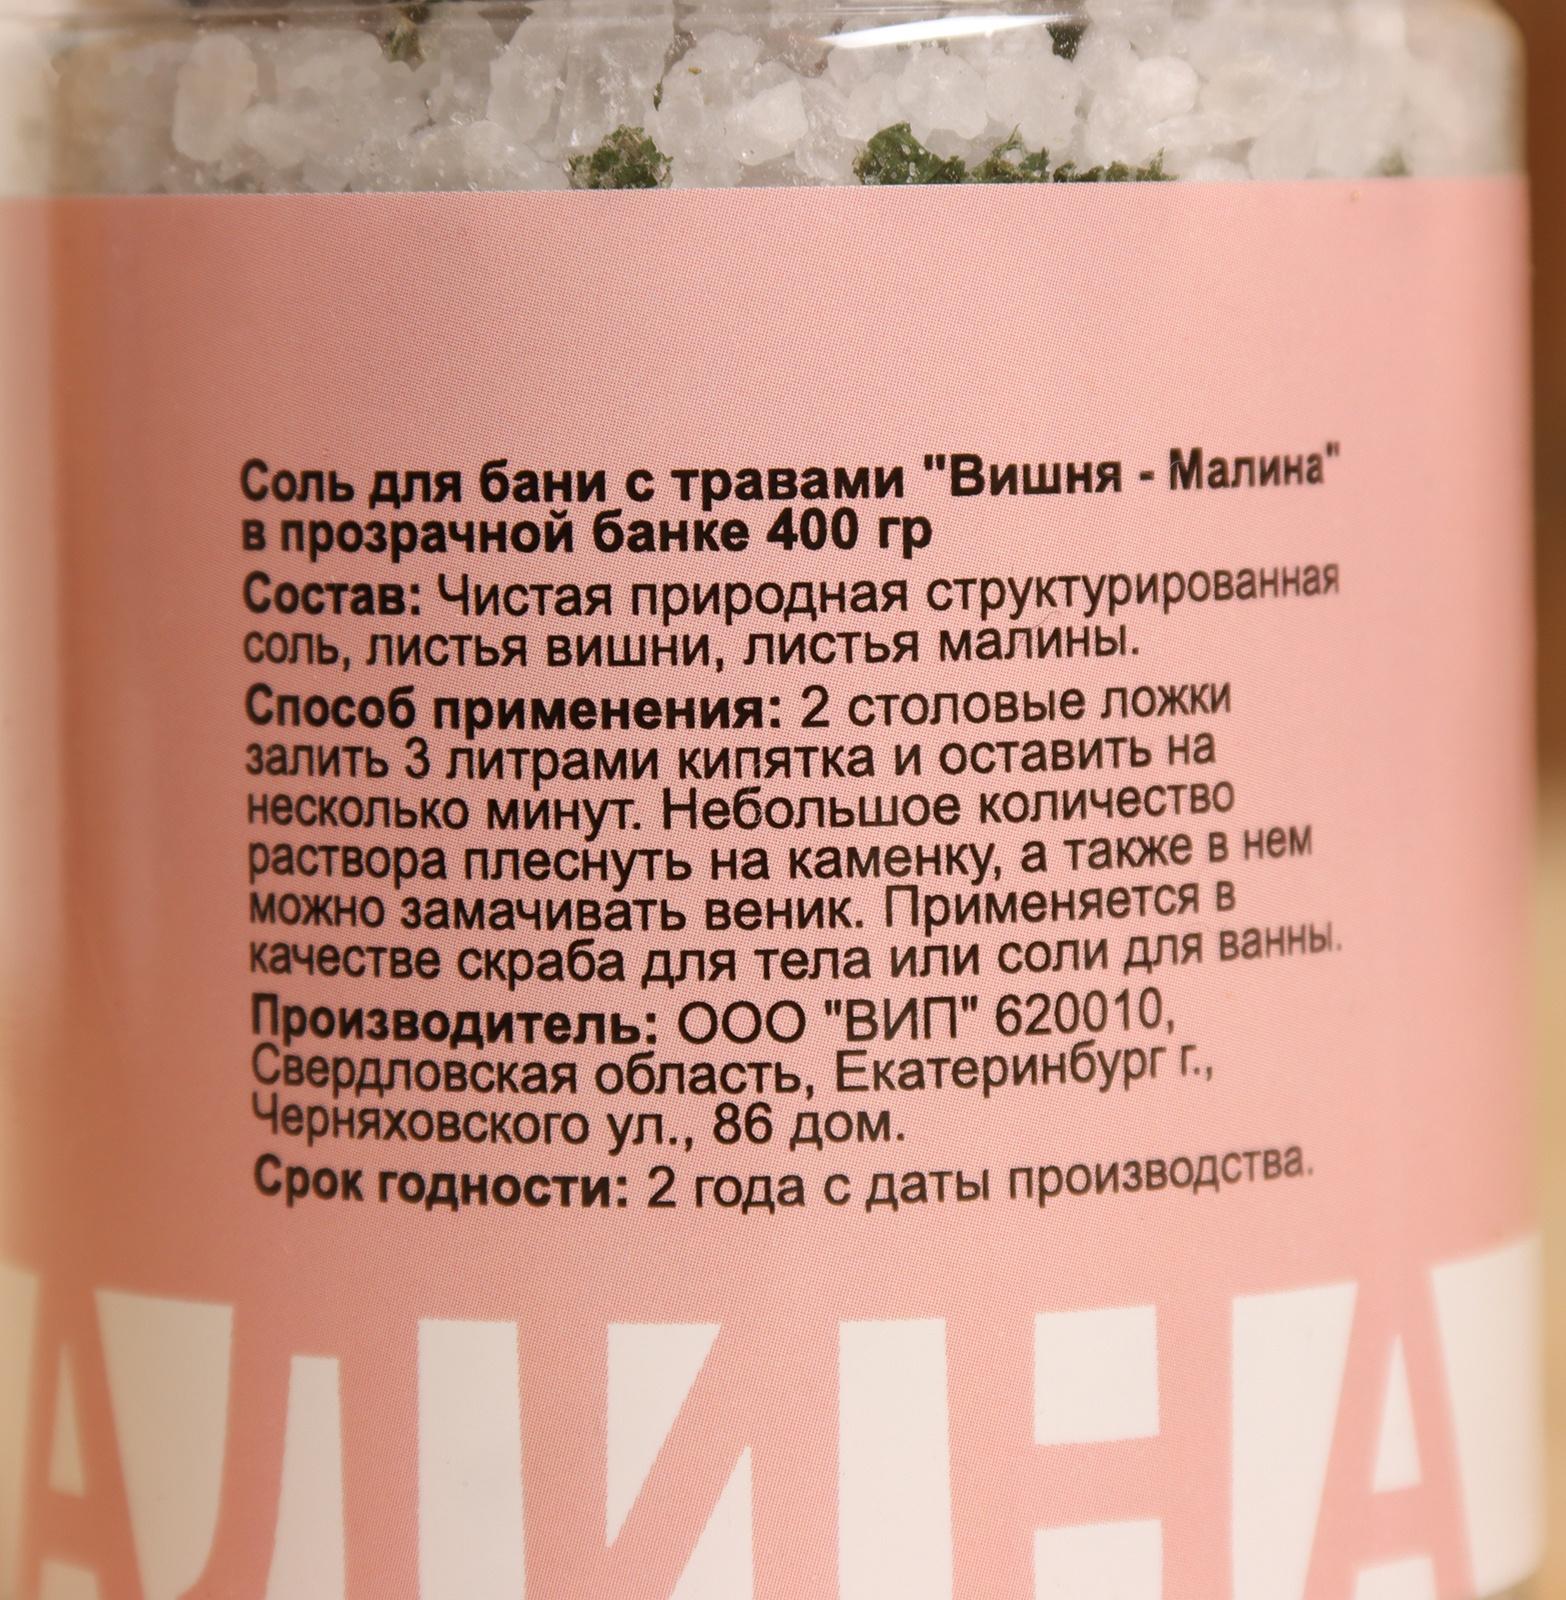 Соль для бани с травами "Вишня - Малина"
в прозрачной банке 400 гр
Состав: Чистая природная структурированная
соль, листья вишни, листья малины.
Способ применения: 2 столовые ложки
залить 3 литрами кипятка и оставить на
несколько минут. Небольшое количество
раствора плеснуть на каменку, а также в нем
можно замачивать веник. Применяется в
качестве скраба для тела или соли для ванны.
Производитель: ООО "ВИП" 620010,
Свердловская область, Екатеринбург г.,
Черняховского ул., 86 дом.
Срок годности: 2 года с даты производства.
АЛИНА